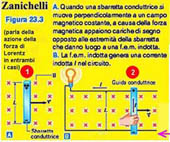 Zanichelli
Figura 23.3
(parla della
azione della
forza di
Lorentz
in entrambi
i casi)
A. Quando una sbarretta conduttrice si
muove perpendicolarmente a un campo
magnetico costante, a causa della forza
magnetica appaiono cariche di segno
opposto alle estremità della sbarretta
che danno luogo a una f.e.m. indotta.
B. La f.e.m. indotta genera una corrente
indotta I nel circuito.
1
2
Guida conduttrice
Sbarretta
conduttrice
A
B